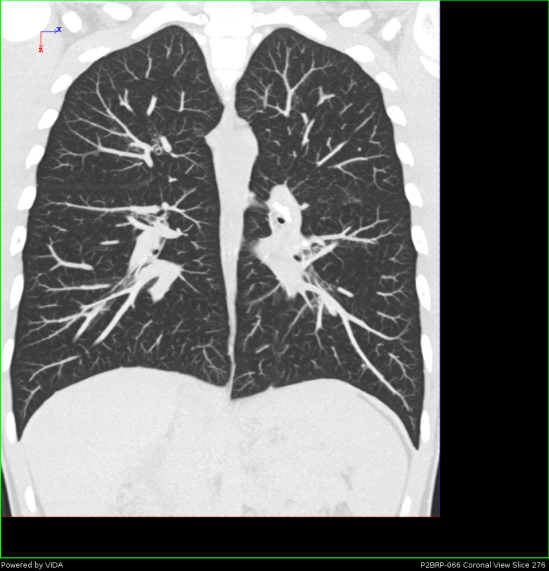 x
z
Powered by VIDA
P2BRP-066 Coronal View Slice 276